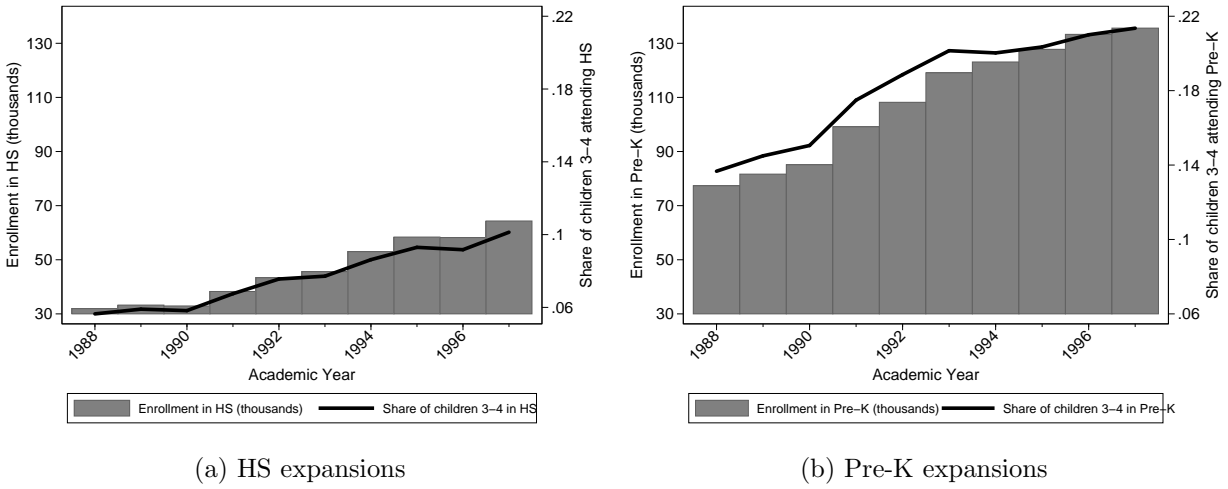 Enrollment in HS (thousands)
130
110
90
70
50
30
.22
.18
.14
.1
.06
Share of children 3−4 attending HS
1988
1990
1992
1994
1996
Academic Year
Enrollment in HS (thousands)
Share of children 3−4 in HS
(a) HS expansions
Enrollment in Pre−K (thousands)
130
110
90
70
50
30
.22
.18
.14
.1
.06
Share of children 3−4 attending Pre−K
1988
1990
1992
1994
1996
Academic Year
Enrollment in Pre−K (thousands)
Share of children 3−4 in Pre−K
(b) Pre-K expansions